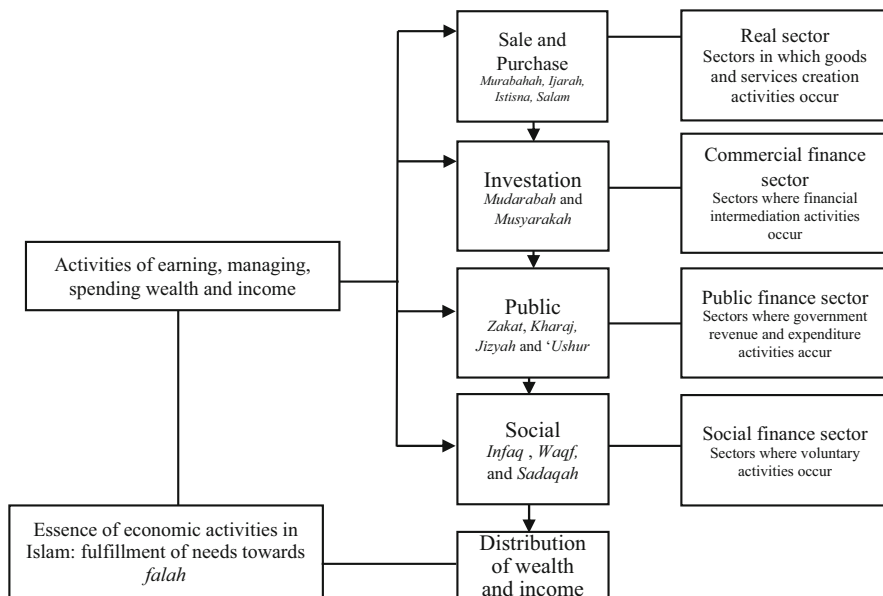 Sale and
Purchase
Murabahah, Ijarah,
Istisna, Salam
Real sector
Sectors in which goods
and services creation
activities occur
Investation
Mudarabah and
Musyarakah
Commercial finance
sector
Sectors where financial
intermediation activities
occur
Activities of earning, managing,
spending wealth and income
Public
Zakat, Kharaj,
Jizyah and ‘Ushur
Public finance sector
Sectors where government
revenue and expenditure
activities accur
Social
Infaq , Waqf,
and Sadaqah
Social finance sector
Sectors where voluntary
activities occur
Essence of economic activities in
Islam: fulfillment of needs towards
falah
Distribution
of wealth
and income